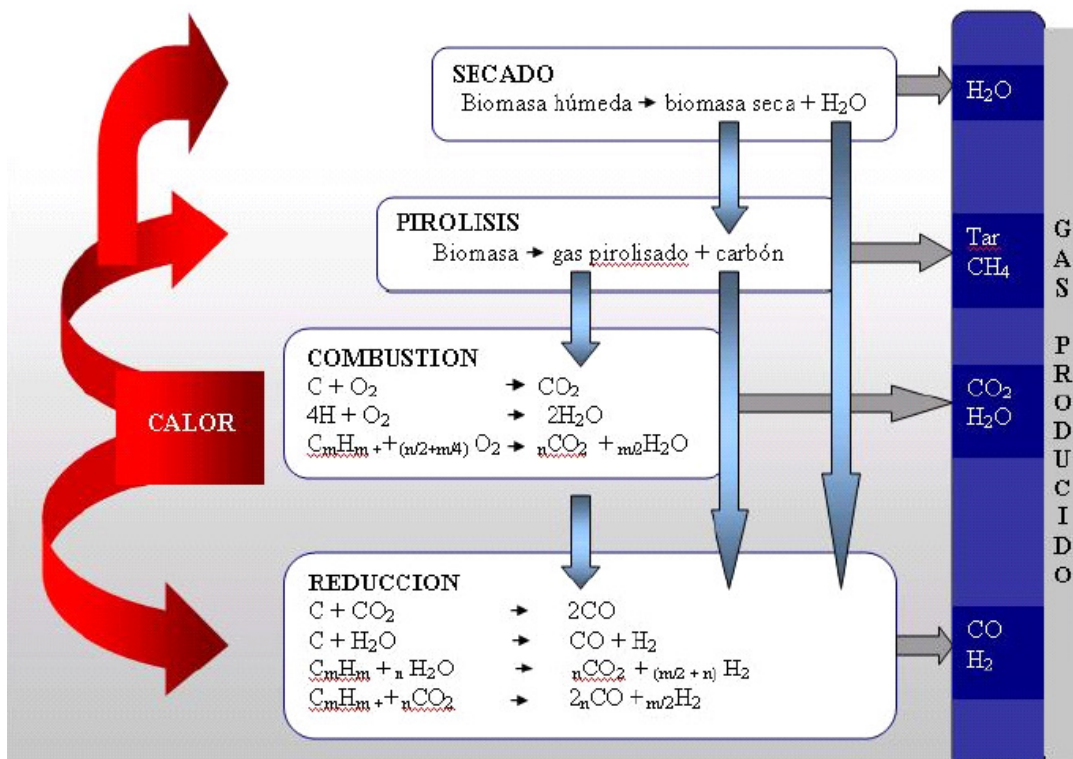 SECADO
Biomasa húmeda → biomasa seca + H₂O
H₂O
PIROLISIS
Biomasa → gas pirolisado + carbón
Tar
CH₄
COMBUSTION
C + O₂ → CO₂
4H + O₂ → 2H₂O
CₘHₘ + (n/2+m/4) O₂ → nCO₂ + m/2H₂O
CO₂
H₂O
CALOR
REDUCCION
C + CO₂ → 2CO
C + H₂O → CO + H₂
CₘHₘ + n H₂O → nCO₂ + (m/2 + n) H₂
CₘHₘ + + nCO₂ → 2nCO + m/2H₂
CO
H₂
GAS PRODUCIDO